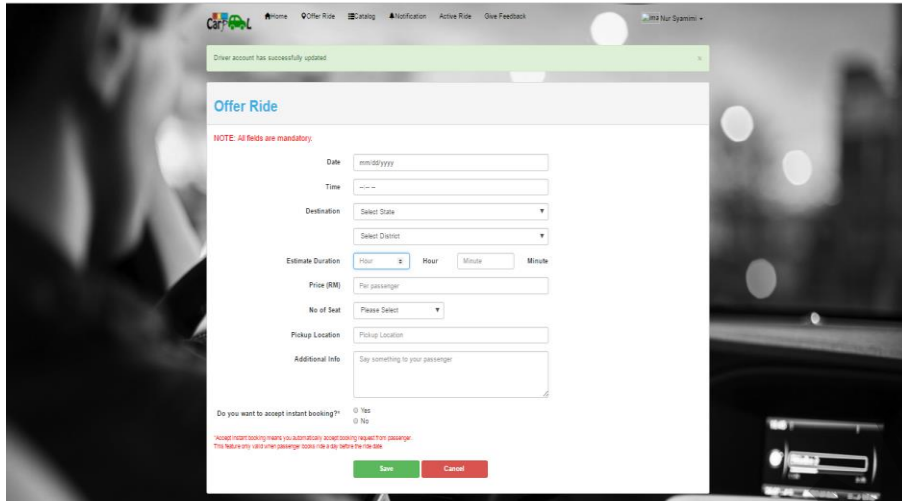 CarpooL
Home Offer Ride Catalog Notification Active Ride Give Feedback
ima Nur Syamimi
Driver account has successfully updated ×
Offer Ride
NOTE: All fields are mandatory.
Date mm/dd/yyyy
Time --:-- --
Destination Select State
Select District
Estimate Duration Hour Hour Minute Minute
Price (RM) Per passenger
No of Seat Please Select
Pickup Location Pickup Location
Additional Info Say something to your passenger
Do you want to accept instant booking?* Yes
No
*Accept instant booking means you automatically accept booking request from passenger.
This feature only valid when passenger books ride a day before the ride date.
Save Cancel